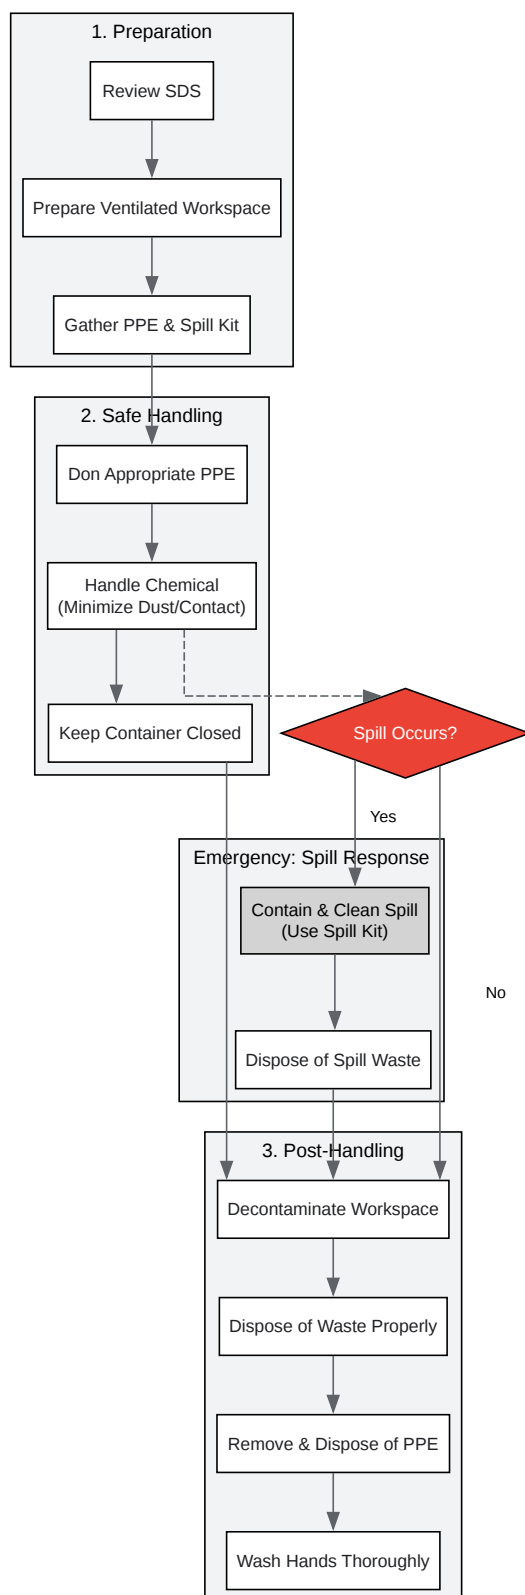 1. Preparation
Review SDS
Prepare Ventilated Workspace
Gather PPE & Spill Kit
2. Safe Handling
Don Appropriate PPE
Handle Chemical
(Minimize Dust/Contact)
Keep Container Closed
Spill Occurs?
Yes
Emergency: Spill Response
Contain & Clean Spill
(Use Spill Kit)
No
Dispose of Spill Waste
3. Post-Handling
Decontaminate Workspace
Dispose of Waste Properly
Remove & Dispose of PPE
Wash Hands Thoroughly